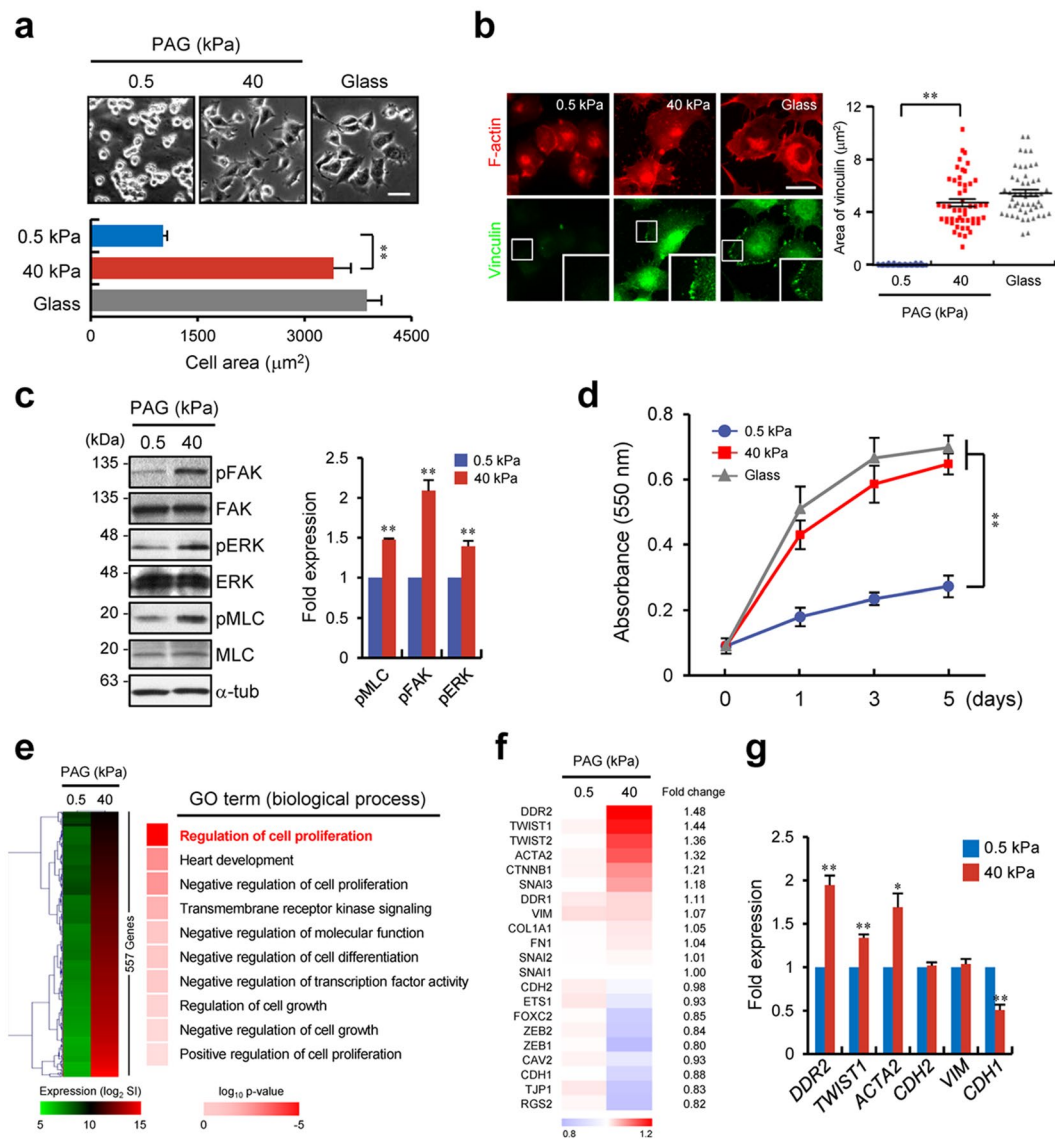 a
PAG (kPa)
0.5 40 Glass
0.5 kPa
40 kPa
Glass
**
0 1500 3000 4500
Cell area (μm²)
b
0.5 kPa 40 kPa Glass
F-actin
Vinculin
**
Area of vinculin (μm²)
12
8
4
0
0.5 40 Glass
PAG (kPa)
c
PAG (kPa)
(kDa) 0.5 40
135 pFAK
135 FAK
48 pERK
48 ERK
20 pMLC
20 MLC
63 α-tub
Fold expression
2.5
2
1.5
1
0.5
0
0.5 kPa
40 kPa
** ** **
pMLC pFAK pERK
d
Absorbance (550 nm)
0.8
0.6
0.4
0.2
0
0.5 kPa
40 kPa
Glass
**
0 1 3 5 (days)
e
PAG (kPa)
0.5 40
GO term (biological process)
557 Genes
Regulation of cell proliferation
Heart development
Negative regulation of cell proliferation
Transmembrane receptor kinase signaling
Negative regulation of molecular function
Negative regulation of cell differentiation
Negative regulation of transcription factor activity
Regulation of cell growth
Negative regulation of cell growth
Positive regulation of cell proliferation
Expression (log₂ SI)
5 10 15
log₁₀ p-value
0 -5
f
PAG (kPa)
0.5 40 Fold change
DDR2 1.48
TWIST1 1.44
TWIST2 1.36
ACTA2 1.32
CTNNB1 1.21
SNAI3 1.18
DDR1 1.11
VIM 1.07
COL1A1 1.05
FN1 1.04
SNAI2 1.01
SNAI1 1.00
CDH2 0.98
ETS1 0.93
FOXC2 0.85
ZEB2 0.84
ZEB1 0.80
CAV2 0.93
CDH1 0.88
TJP1 0.83
RGS2 0.82
0.8 1.2
g
Fold expression
2.5
2
1.5
1
0.5
0
0.5 kPa
40 kPa
** ** * **
DDR2 TWIST1 ACTA2 CDH2 VIM CDH1